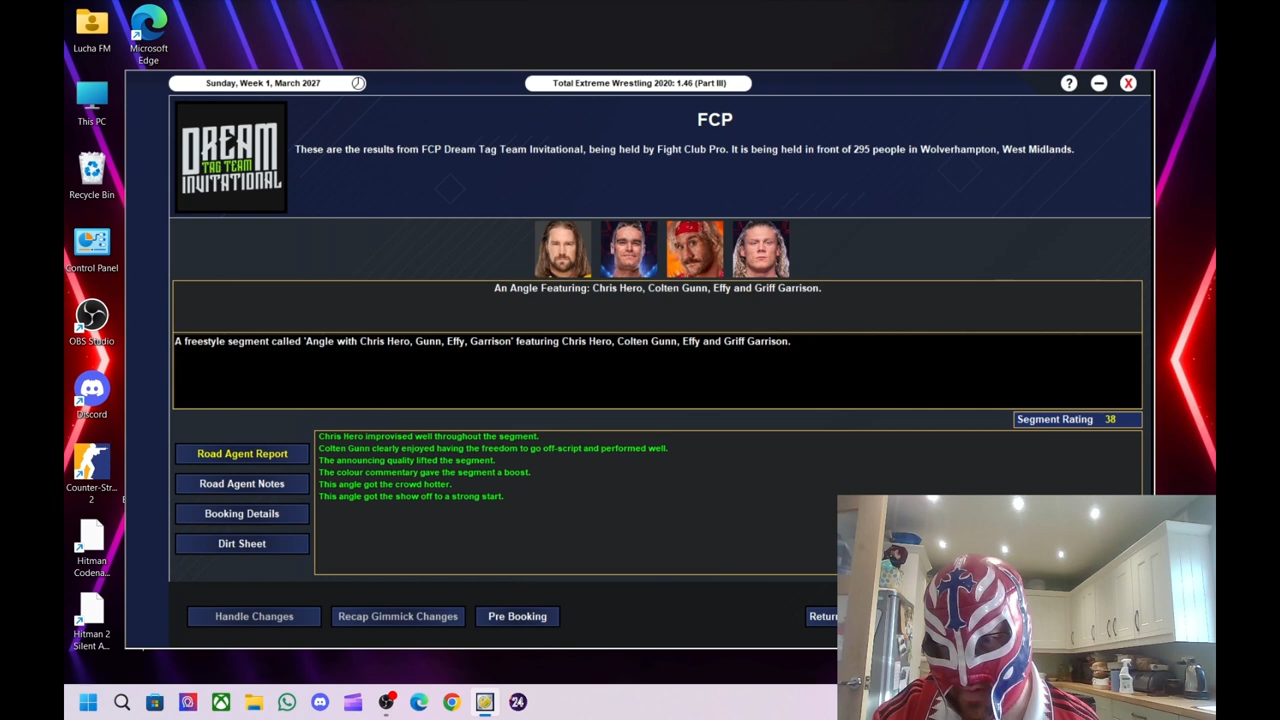 Lucha FM
Microsoft
Edge
This PC
Recycle Bin
Control Panel
OBS Studio
Discord
Counter-Str...
2
Hitman
Codena...
Hitman 2
Silent A...
Sunday, Week 1, March 2027
Total Extreme Wrestling 2020: 1.46 (Part III)
?
X
DREAM
TAG TEAM
INVITATIONAL
FCP
These are the results from FCP Dream Tag Team Invitational, being held by Fight Club Pro. It is being held in front of 295 people in Wolverhampton, West Midlands.
An Angle Featuring: Chris Hero, Colten Gunn, Effy and Griff Garrison.
A freestyle segment called 'Angle with Chris Hero, Gunn, Effy, Garrison' featuring Chris Hero, Colten Gunn, Effy and Griff Garrison.
Segment Rating 38
Road Agent Report
Road Agent Notes
Booking Details
Dirt Sheet
Chris Hero improvised well throughout the segment.
Colten Gunn clearly enjoyed having the freedom to go off-script and performed well.
The announcing quality lifted the segment.
The colour commentary gave the segment a boost.
This angle got the crowd hotter.
This angle got the show off to a strong start.
Handle Changes
Recap Gimmick Changes
Pre Booking
Return
24